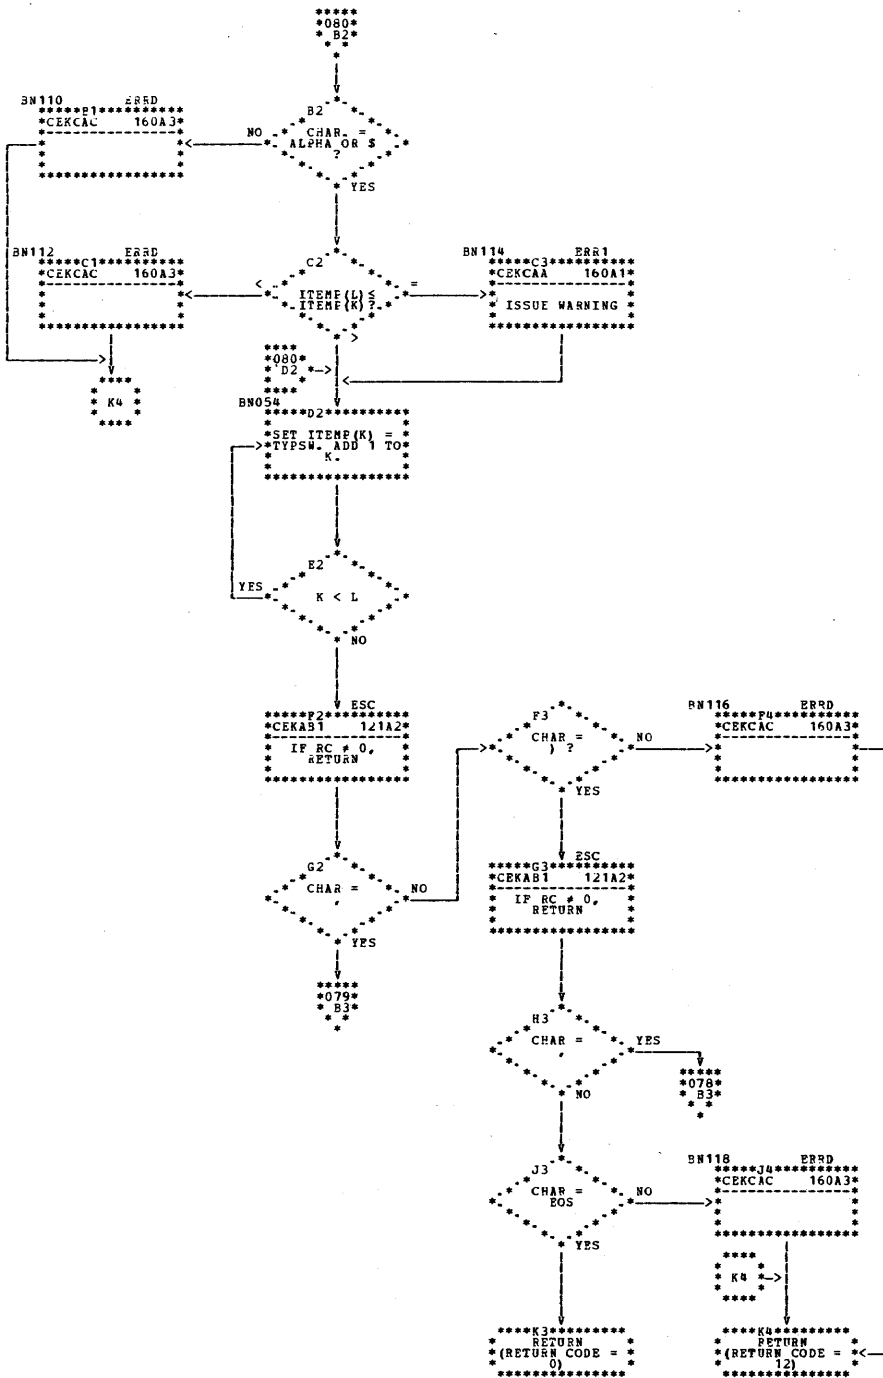 080
B2
BN110 ERRD
B1
CEKCAC 160A3
B2
CHAR. =
ALPHA OR $
?
NO
YES
BN112 ERRD
C1
CEKCAC 160A3
C2
ITEMP(L)≤
ITEMP(K)?
<
=
>
BN114 ERR1
C3
CEKCAA 160A1
ISSUE WARNING
K4
080
D2
BN054
D2
SET ITEMP(K) =
TYPSW. ADD 1 TO
K.
E2
K < L
YES
NO
ESC
F2
CEKAB1 121A2
IF RC ≠ 0,
RETURN
F3
CHAR =
) ?
NO
YES
BN116 ERRD
F4
CEKCAC 160A3
G2
CHAR =
,
NO
YES
ESC
G3
CEKAB1 121A2
IF RC ≠ 0,
RETURN
079
B3
H3
CHAR =
,
YES
NO
078
B3
J3
CHAR =
EOS
NO
YES
BN118 ERRD
J4
CEKCAC 160A3
K4
K3
RETURN
(RETURN CODE =
0)
K4
RETURN
(RETURN CODE =
12)